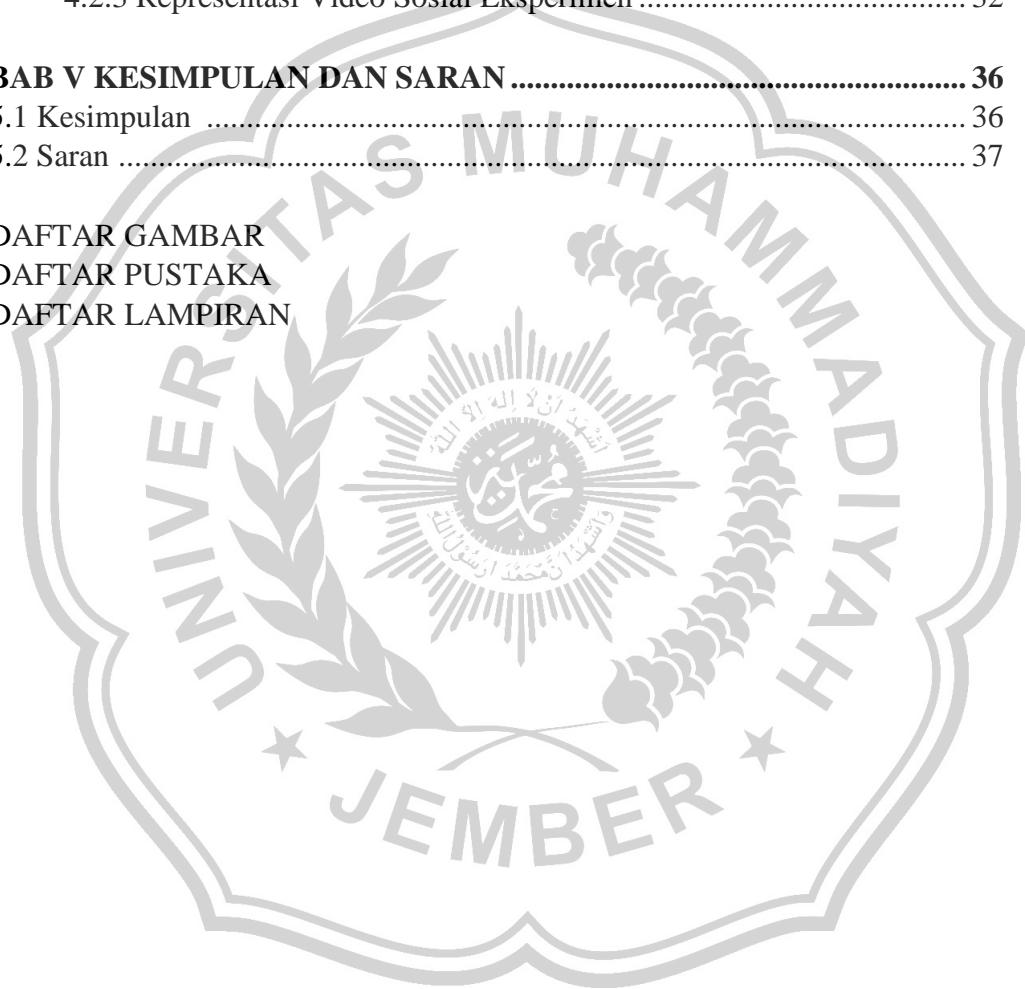 4.2.3 Representasi Video Sosial Eksperimen ........................................ 32
BAB V KESIMPULAN DAN SARAN ......................................................... 36
5.1 Kesimpulan ............................................................................................... 36
5.2 Saran .......................................................................................................... 37
DAFTAR GAMBAR
DAFTAR PUSTAKA
DAFTAR LAMPIRAN
UNIVERSITAS MUHAMMADIYAH
JEMBER